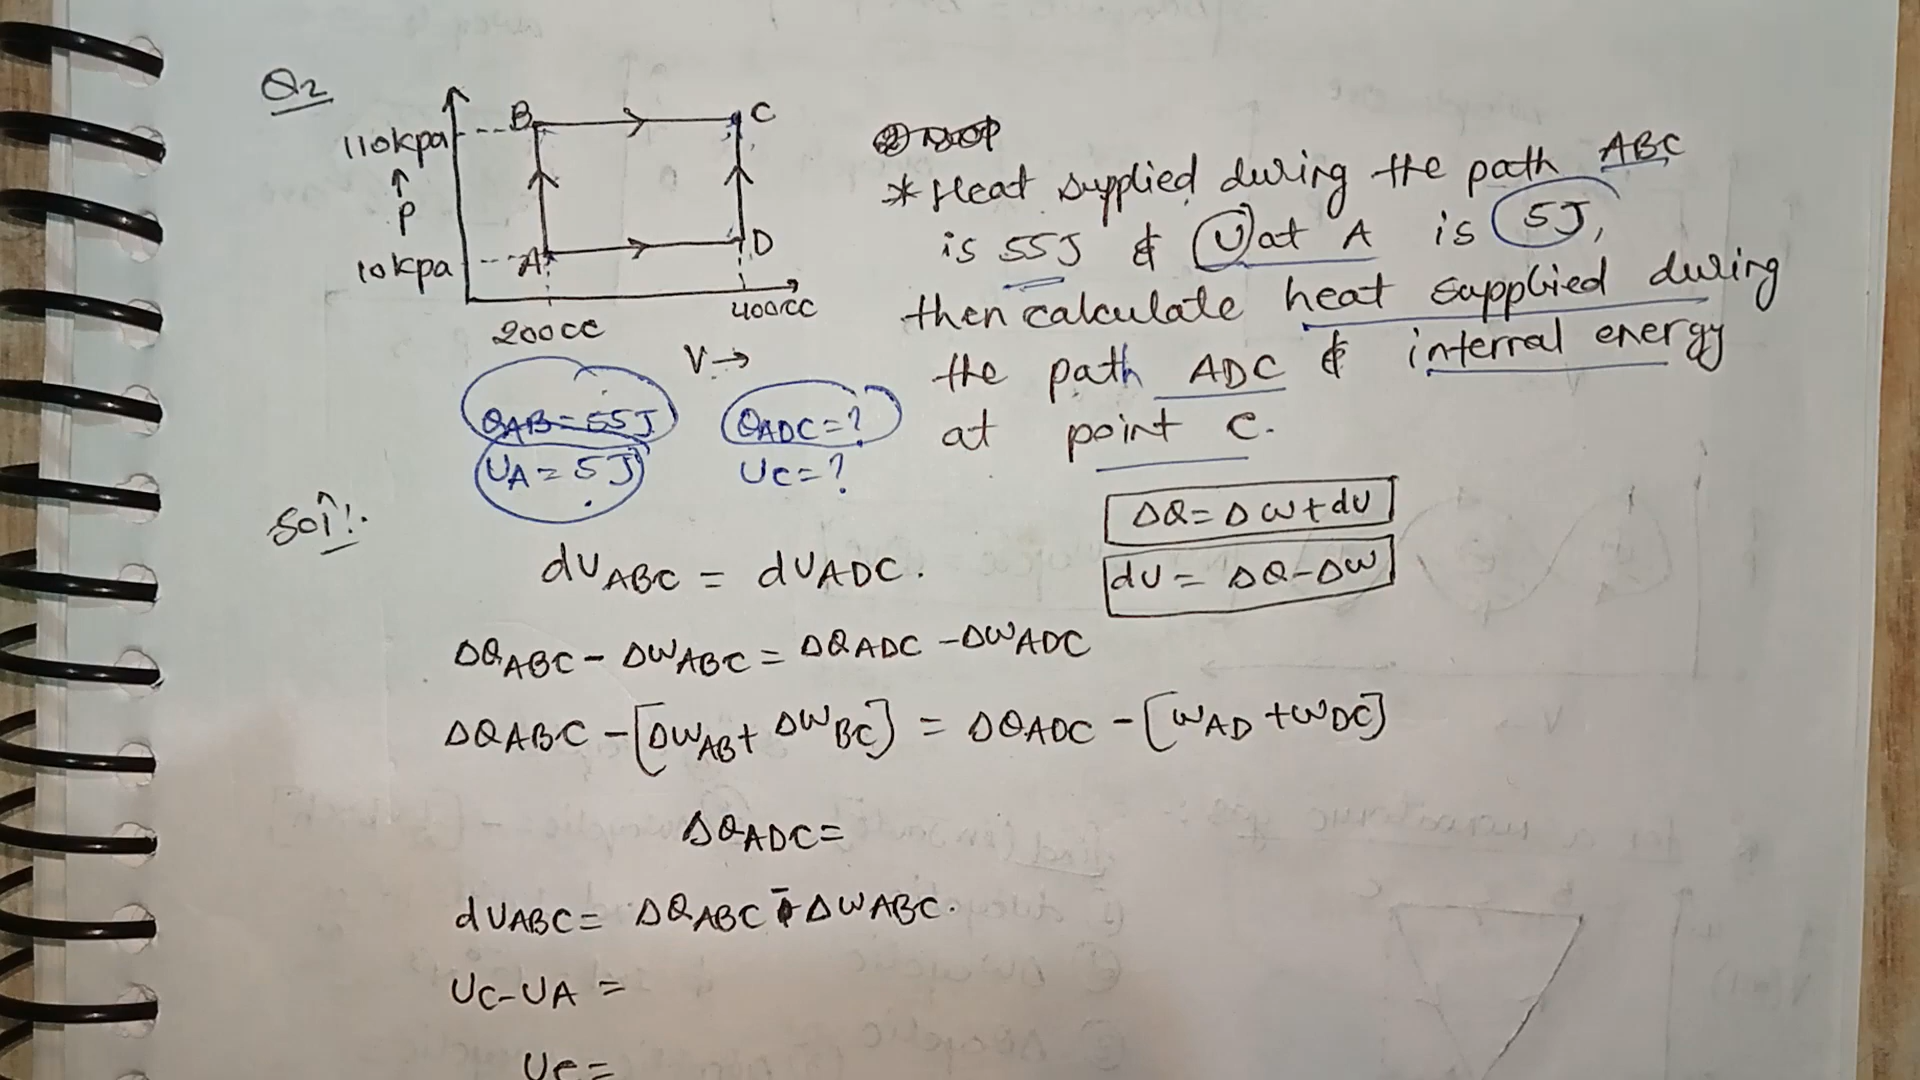 Q2
B
C
110kpa
↑
P
10kpa
A
D
200cc
400cc
V→
* Heat supplied during the path ABC
is 55J & U at A is 5J,
then calculate heat supplied during
the path ADC & internal energy
at point C.
QAB = 55J
QADC = ?
UA = 5J
UC = ?
Sol:
ΔQ = ΔW + dU
dU = ΔQ - ΔW
dUABC = dUADC.
ΔQABC - ΔWABC = ΔQADC - ΔWADC
ΔQABC - [ΔWAB + ΔWBC] = ΔQADC - [WAD + WDC]
ΔQADC =
dUABC = ΔQABC - ΔWABC.
UC - UA =
UC =